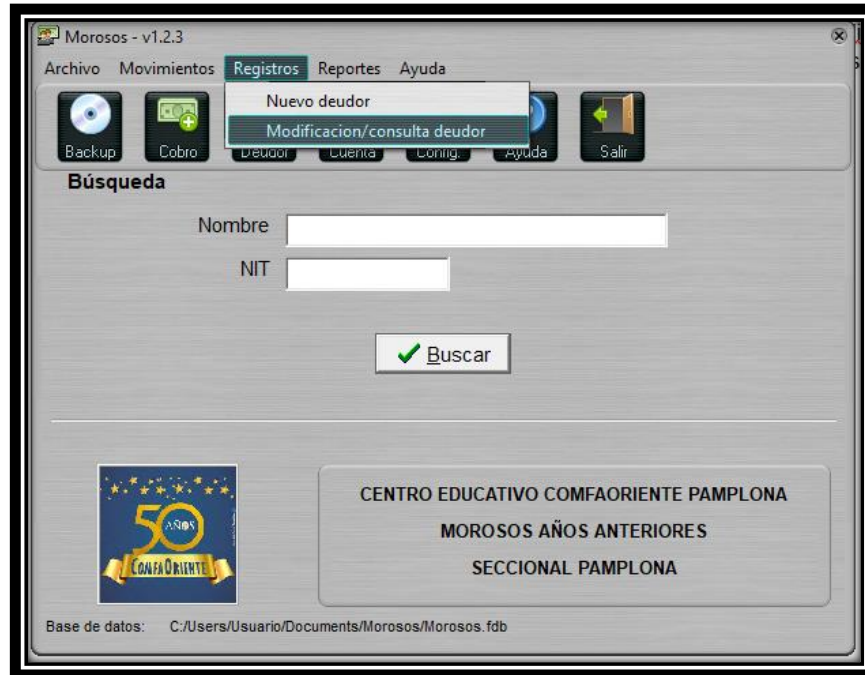 Morosos - v1.2.3
Archivo Movimientos Registros Reportes Ayuda
Nuevo deudor
Modificacion/consulta deudor
Backup Cobro Deudor Cuenta Config. Ayuda Salir
Búsqueda
Nombre
NIT
Buscar
50
AÑOS
COMFAORIENTE
CENTRO EDUCATIVO COMFAORIENTE PAMPLONA
MOROSOS AÑOS ANTERIORES
SECCIONAL PAMPLONA
Base de datos: C:/Users/Usuario/Documents/Morosos/Morosos.fdb